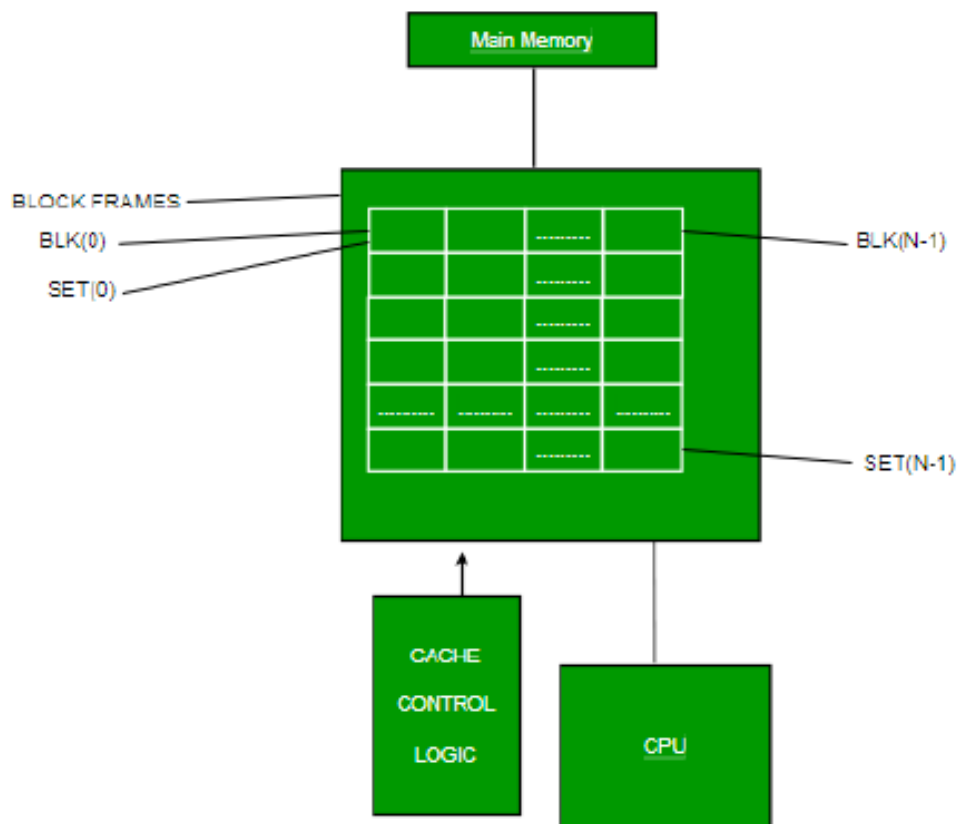 Main Memory
BLOCK FRAMES
BLK(0)
BLK(N-1)
SET(0)
---------
---------
---------
---------
--------- --------- --------- ---------
---------
SET(N-1)
CACHE
CONTROL
LOGIC
CPU